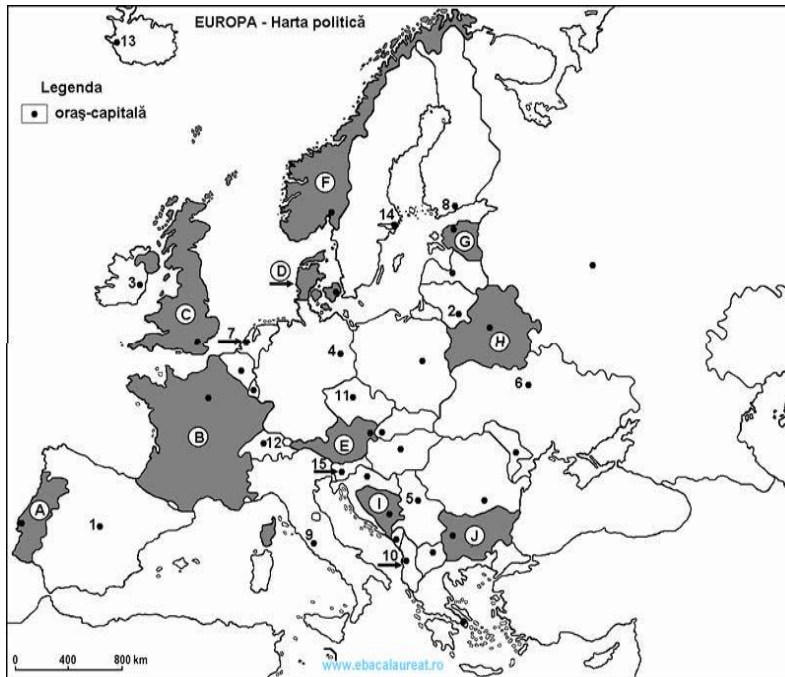 EUROPA - Harta politică
13
Legenda
oraş-capitală
F
14
8
G
D
3
C
2
H
7
4
6
11
B
E
12
15
A
I
5
1
J
9
10
0 400 800 km
www.ebacalaureat.ro